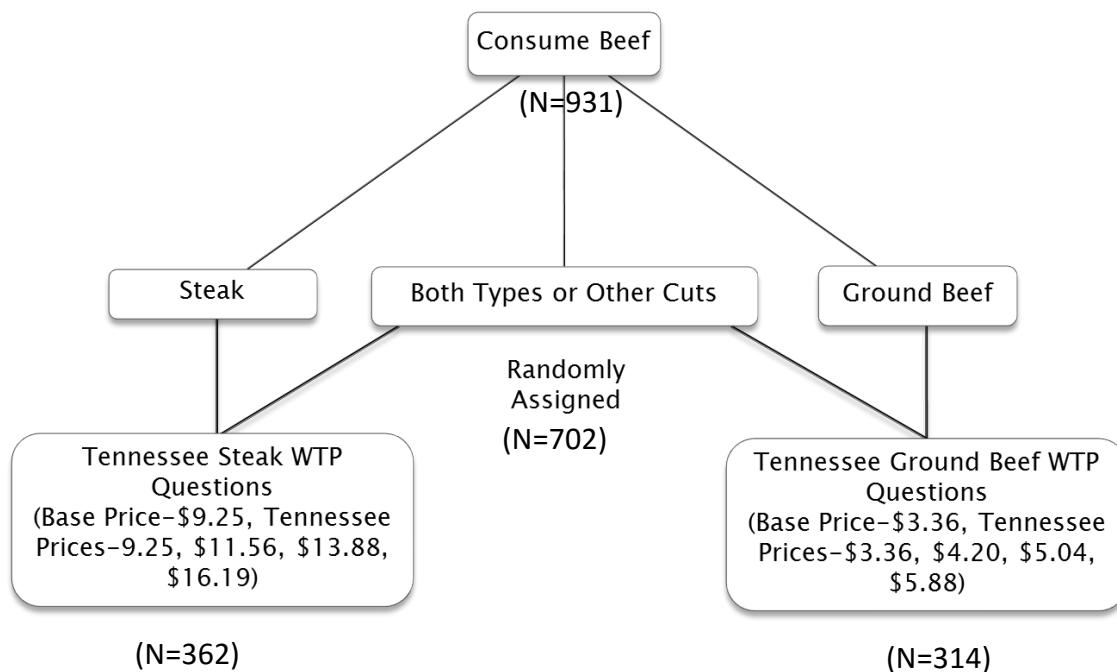 Consume Beef
(N=931)
Steak
Both Types or Other Cuts
Ground Beef
Randomly
Assigned
(N=702)
Tennessee Steak WTP
Questions
(Base Price-$9.25, Tennessee
Prices-9.25, $11.56, $13.88,
$16.19)
Tennessee Ground Beef WTP
Questions
(Base Price-$3.36, Tennessee
Prices-$3.36, $4.20, $5.04,
$5.88)
(N=362)
(N=314)